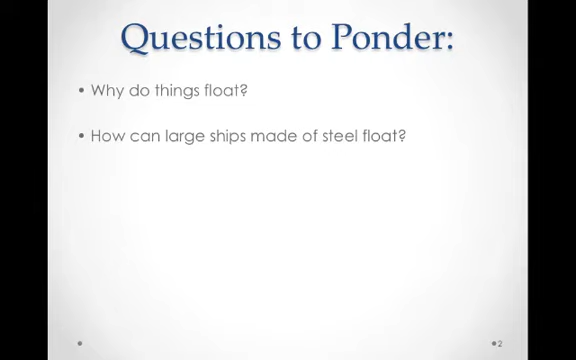 Questions to Ponder:
• Why do things float?
• How can large ships made of steel float?
2